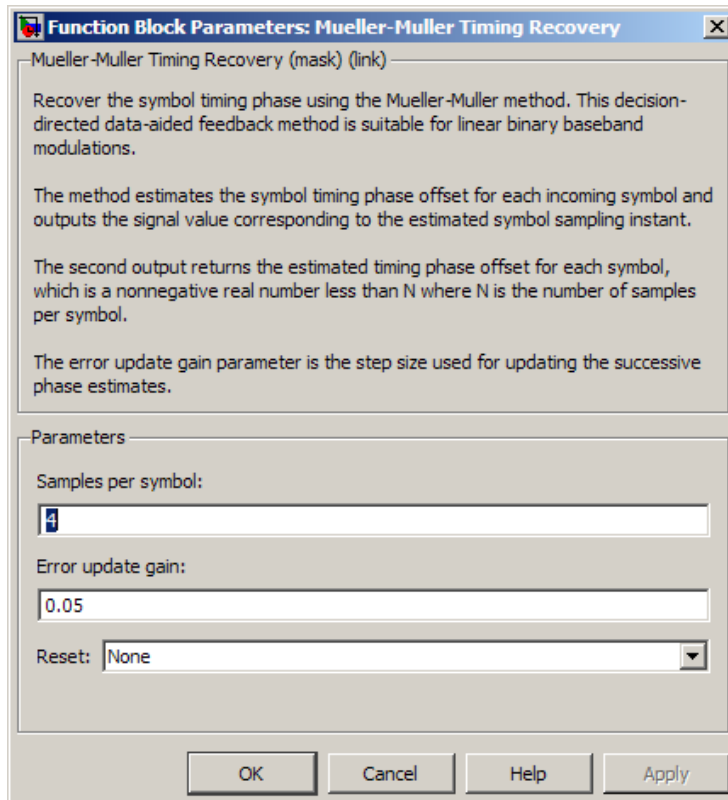 Function Block Parameters: Mueller-Muller Timing Recovery
Mueller-Muller Timing Recovery (mask) (link)
Recover the symbol timing phase using the Mueller-Muller method. This decision-
directed data-aided feedback method is suitable for linear binary baseband
modulations.
The method estimates the symbol timing phase offset for each incoming symbol and
outputs the signal value corresponding to the estimated symbol sampling instant.
The second output returns the estimated timing phase offset for each symbol,
which is a nonnegative real number less than N where N is the number of samples
per symbol.
The error update gain parameter is the step size used for updating the successive
phase estimates.
Parameters
Samples per symbol:
4
Error update gain:
0.05
Reset: None
OK Cancel Help Apply